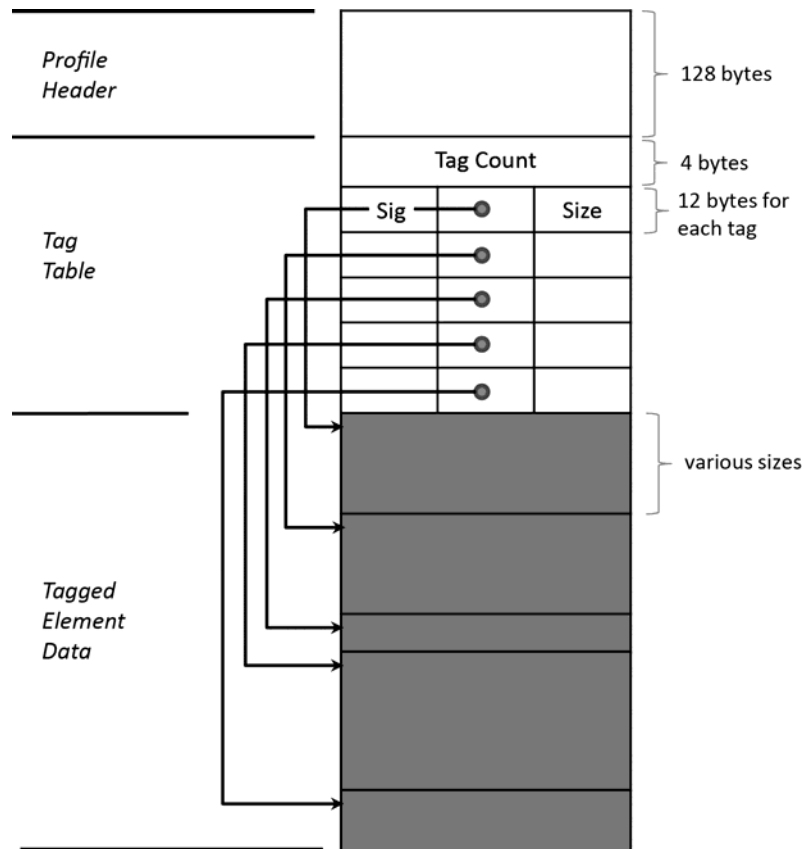 Profile
Header
128 bytes
Tag Count
4 bytes
Sig
Size
12 bytes for
each tag
Tag
Table
various sizes
Tagged
Element
Data